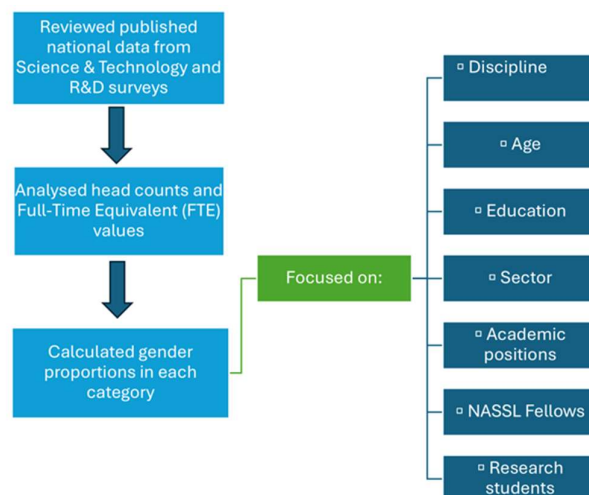 Reviewed published
national data from
Science & Technology and
R&D surveys
Analysed head counts and
Full-Time Equivalent (FTE)
values
Calculated gender
proportions in each
category
Focused on:
▫ Discipline
▫ Age
▫ Education
▫ Sector
▫ Academic
positions
▫ NASSL Fellows
▫ Research
students